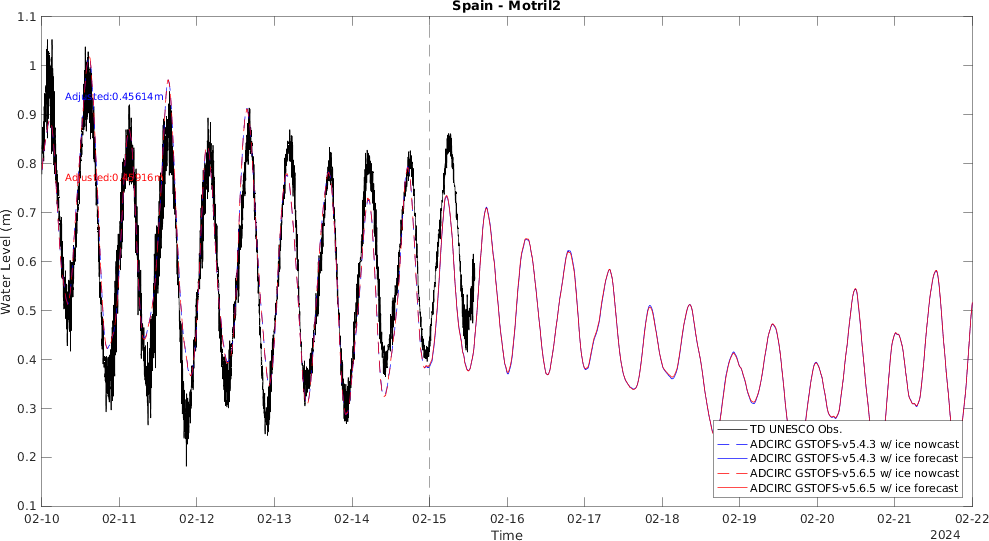 Spain - Motril2
1.1
1
0.9
0.8
0.7
0.6
0.5
0.4
0.3
0.2
0.1
Water Level (m)
Adjusted:0.45614m
TD UNESCO Obs.
ADCIRC GSTOFS-v5.4.3 w/ ice nowcast
ADCIRC GSTOFS-v5.4.3 w/ ice forecast
ADCIRC GSTOFS-v5.6.5 w/ ice nowcast
ADCIRC GSTOFS-v5.6.5 w/ ice forecast
02-10 02-11 02-12 02-13 02-14 02-15 02-16 02-17 02-18 02-19 02-20 02-21 02-22
Time
2024